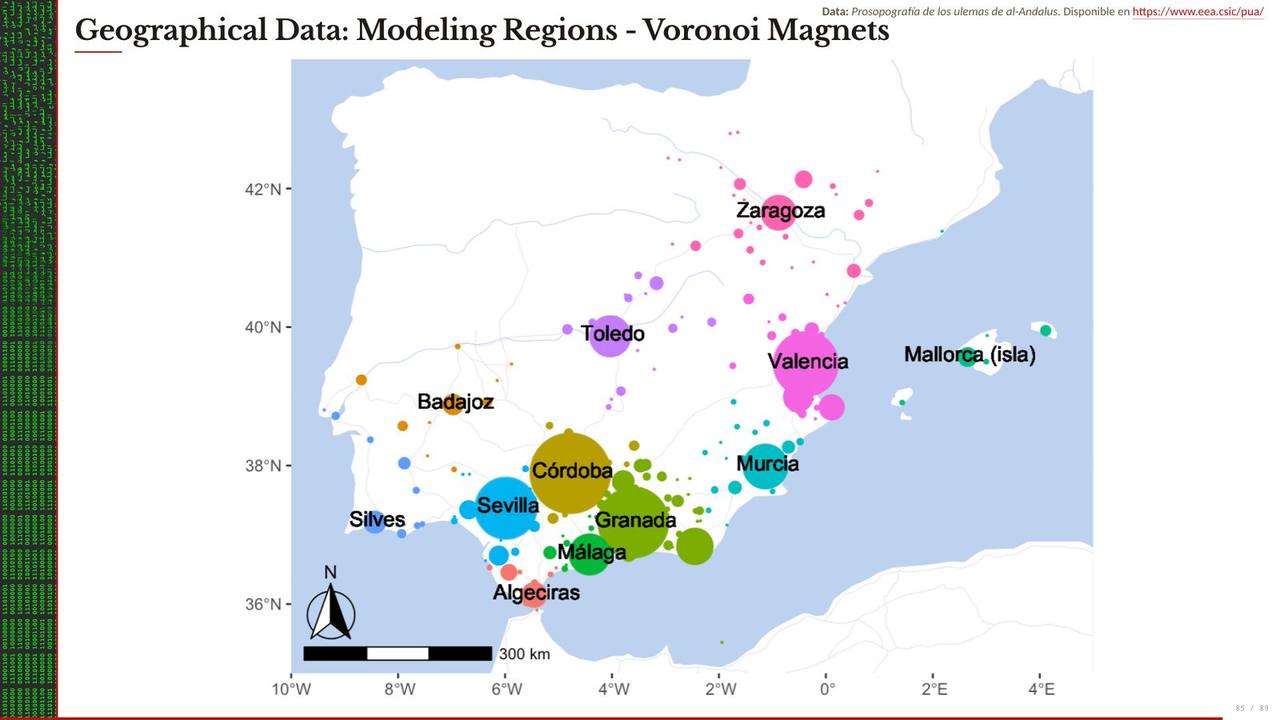 Data: Prosopografía de los ulemas de al-Andalus. Disponible en https://www.eea.csic/pua/
Geographical Data: Modeling Regions - Voronoi Magnets
42°N
Zaragoza
40°N
Toledo
Valencia
Mallorca (isla)
Badajoz
38°N
Córdoba
Murcia
Sevilla
Silves
Granada
Málaga
Algeciras
36°N
N
300 km
10°W
8°W
6°W
4°W
2°W
0°
2°E
4°E
85 / 89